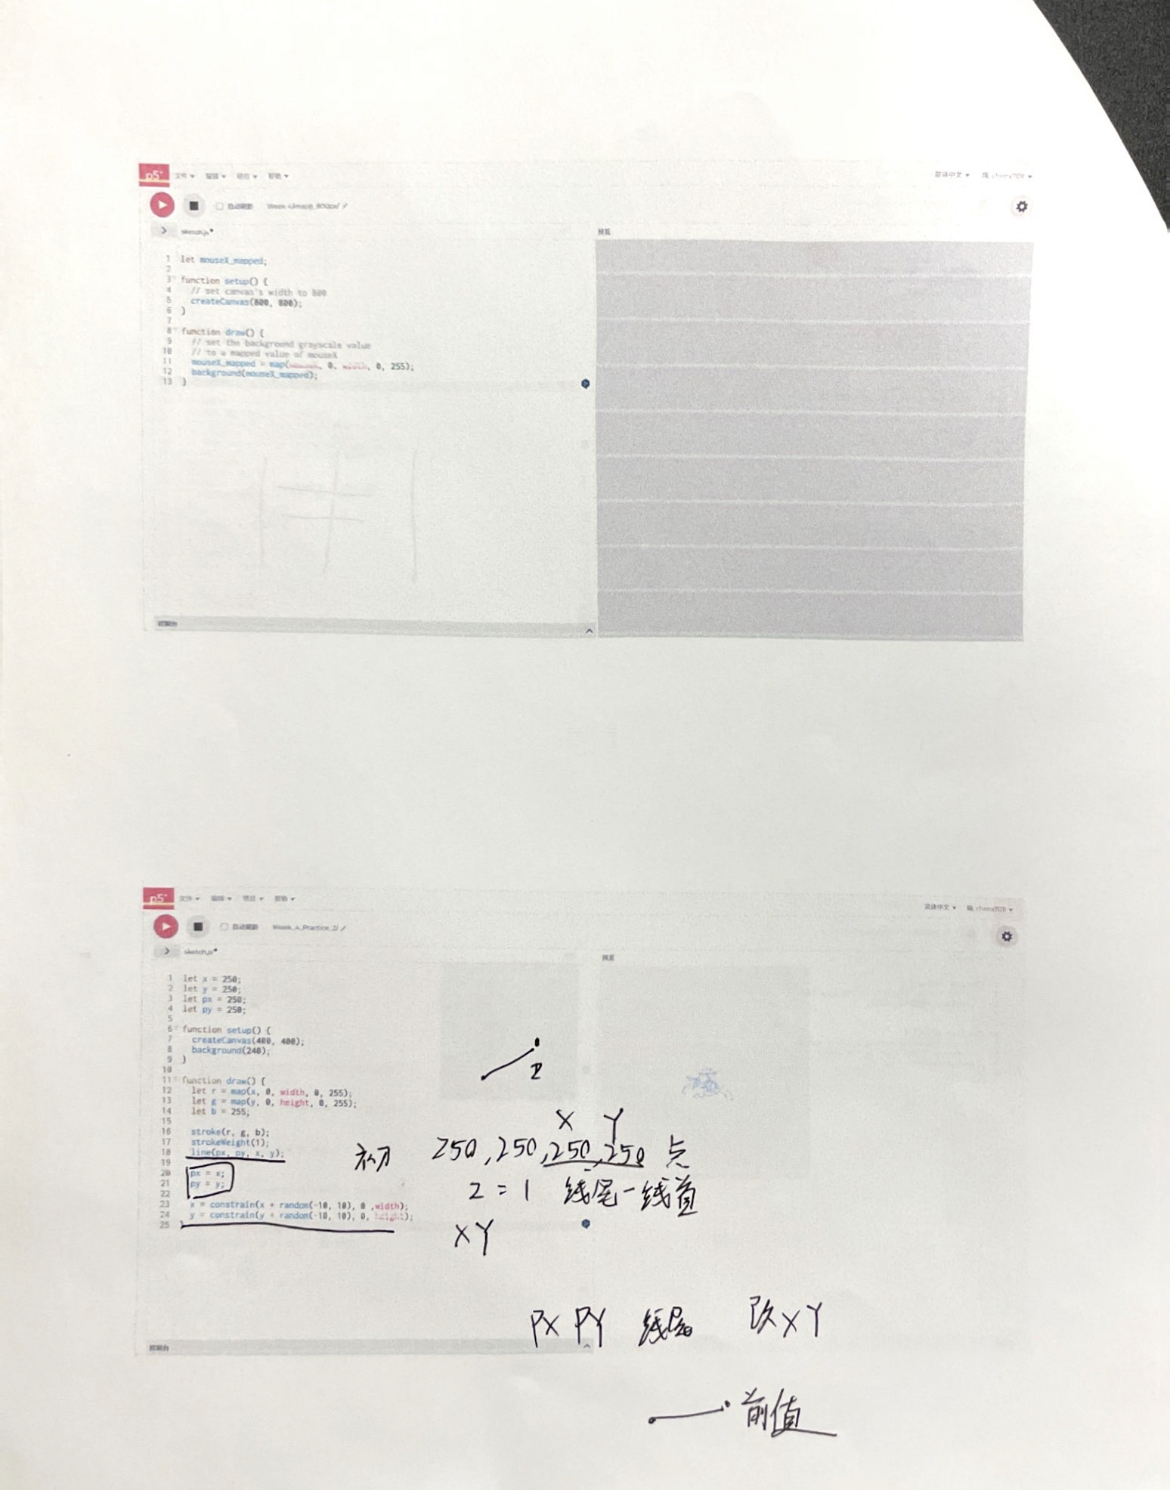 p5*
文件 编辑 项目 帮助
简体中文
自动刷新
预览
sketch.js*
1 let mouseX_mapped;
2
3 function setup() {
4 // set canvas's width to 800
5 createCanvas(800, 800);
6 }
7
8 function draw() {
9 // set the background grayscale value
10 // to a mapped value of mouseX
11 mouseX_mapped = map(mouseX, 0, width, 0, 255);
12 background(mouseX_mapped);
13 }
控制台
p5*
文件 编辑 项目 帮助
简体中文
自动刷新 Week_4_Practice_2/
sketch.js*
预览
1 let x = 250;
2 let y = 250;
3 let px = 250;
4 let py = 250;
5
6 function setup() {
7 createCanvas(400, 400);
8 background(240);
9 }
10
11 function draw() {
12 let r = map(x, 0, width, 0, 255);
13 let g = map(y, 0, height, 0, 255);
14 let b = 255;
15
16 stroke(r, g, b);
17 strokeWeight(1);
18 line(px, py, x, y);
19
20 px = x;
21 py = y;
22
23 x = constrain(x + random(-10, 10), 0 ,width);
24 y = constrain(y + random(-10, 10), 0, height);
25 }
2
X Y
初 250,250,250,250 点
2=1 线尾-线首
XY
PX PY 线尾 改XY
前值
控制台